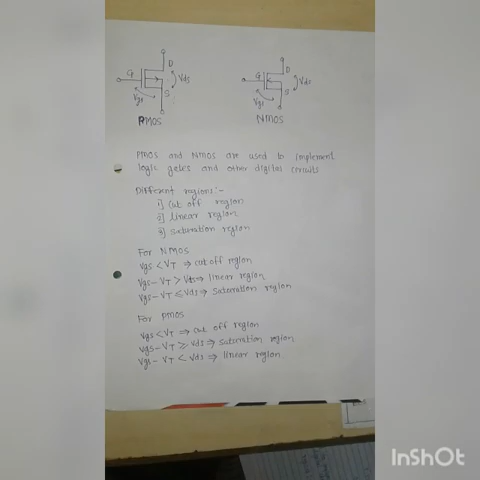 G D Vds
Vgs S
PMOS
G D Vds
Vgs S
NMOS
PMOS and NMOS are used to implement
logic gates and other digital circuits
Different regions:-
1] Cut off region
2] linear region
3] saturation region
For NMOS
Vgs < VT ⇒ cut off region
Vgs - VT > Vds ⇒ linear region
Vgs - VT ≤ Vds ⇒ saturation region
For PMOS
Vgs < VT ⇒ cut off region
Vgs - VT ≥ Vds ⇒ saturation region
Vgs - VT < Vds ⇒ linear region
InShOt